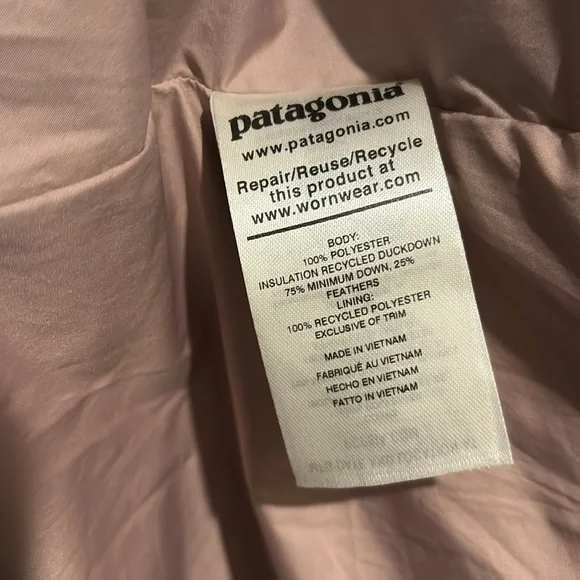 patagonia
www.patagonia.com
Repair/Reuse/Recycle
this product at
www.wornwear.com
BODY:
100% POLYESTER
INSULATION RECYCLED DUCKDOWN
75% MINIMUM DOWN, 25%
FEATHERS
LINING:
100% RECYCLED POLYESTER
EXCLUSIVE OF TRIM
MADE IN VIETNAM
FABRIQUÉ AU VIETNAM
HECHO EN VIETNAM
FATTO IN VIETNAM